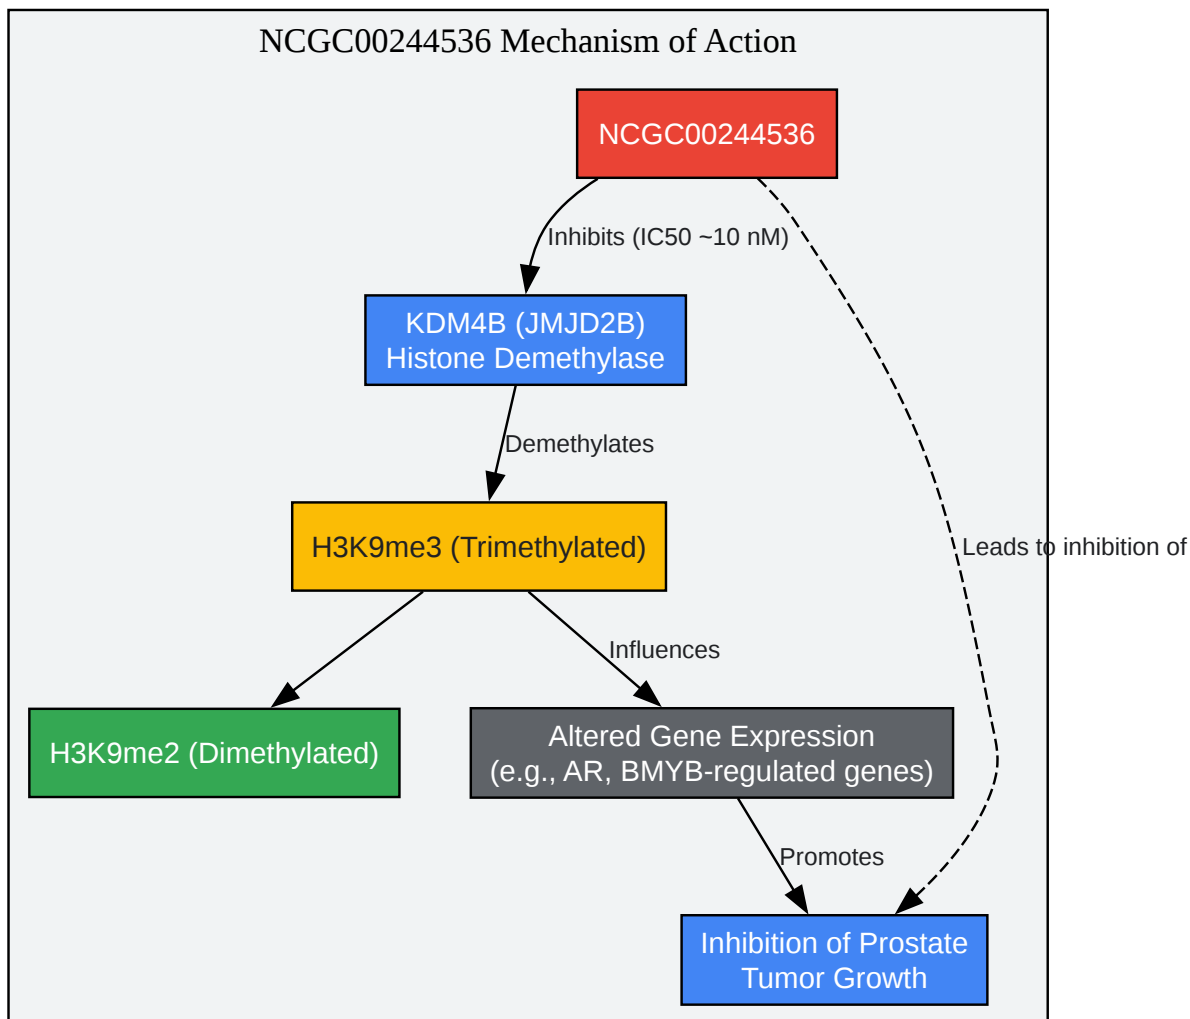 NCGC00244536 Mechanism of Action
NCGC00244536
Inhibits (IC50 ~10 nM)
KDM4B (JMJD2B)
Histone Demethylase
Demethylates
H3K9me3 (Trimethylated)
Leads to inhibition of
Influences
H3K9me2 (Dimethylated)
Altered Gene Expression
(e.g., AR, BMYB-regulated genes)
Promotes
Inhibition of Prostate
Tumor Growth